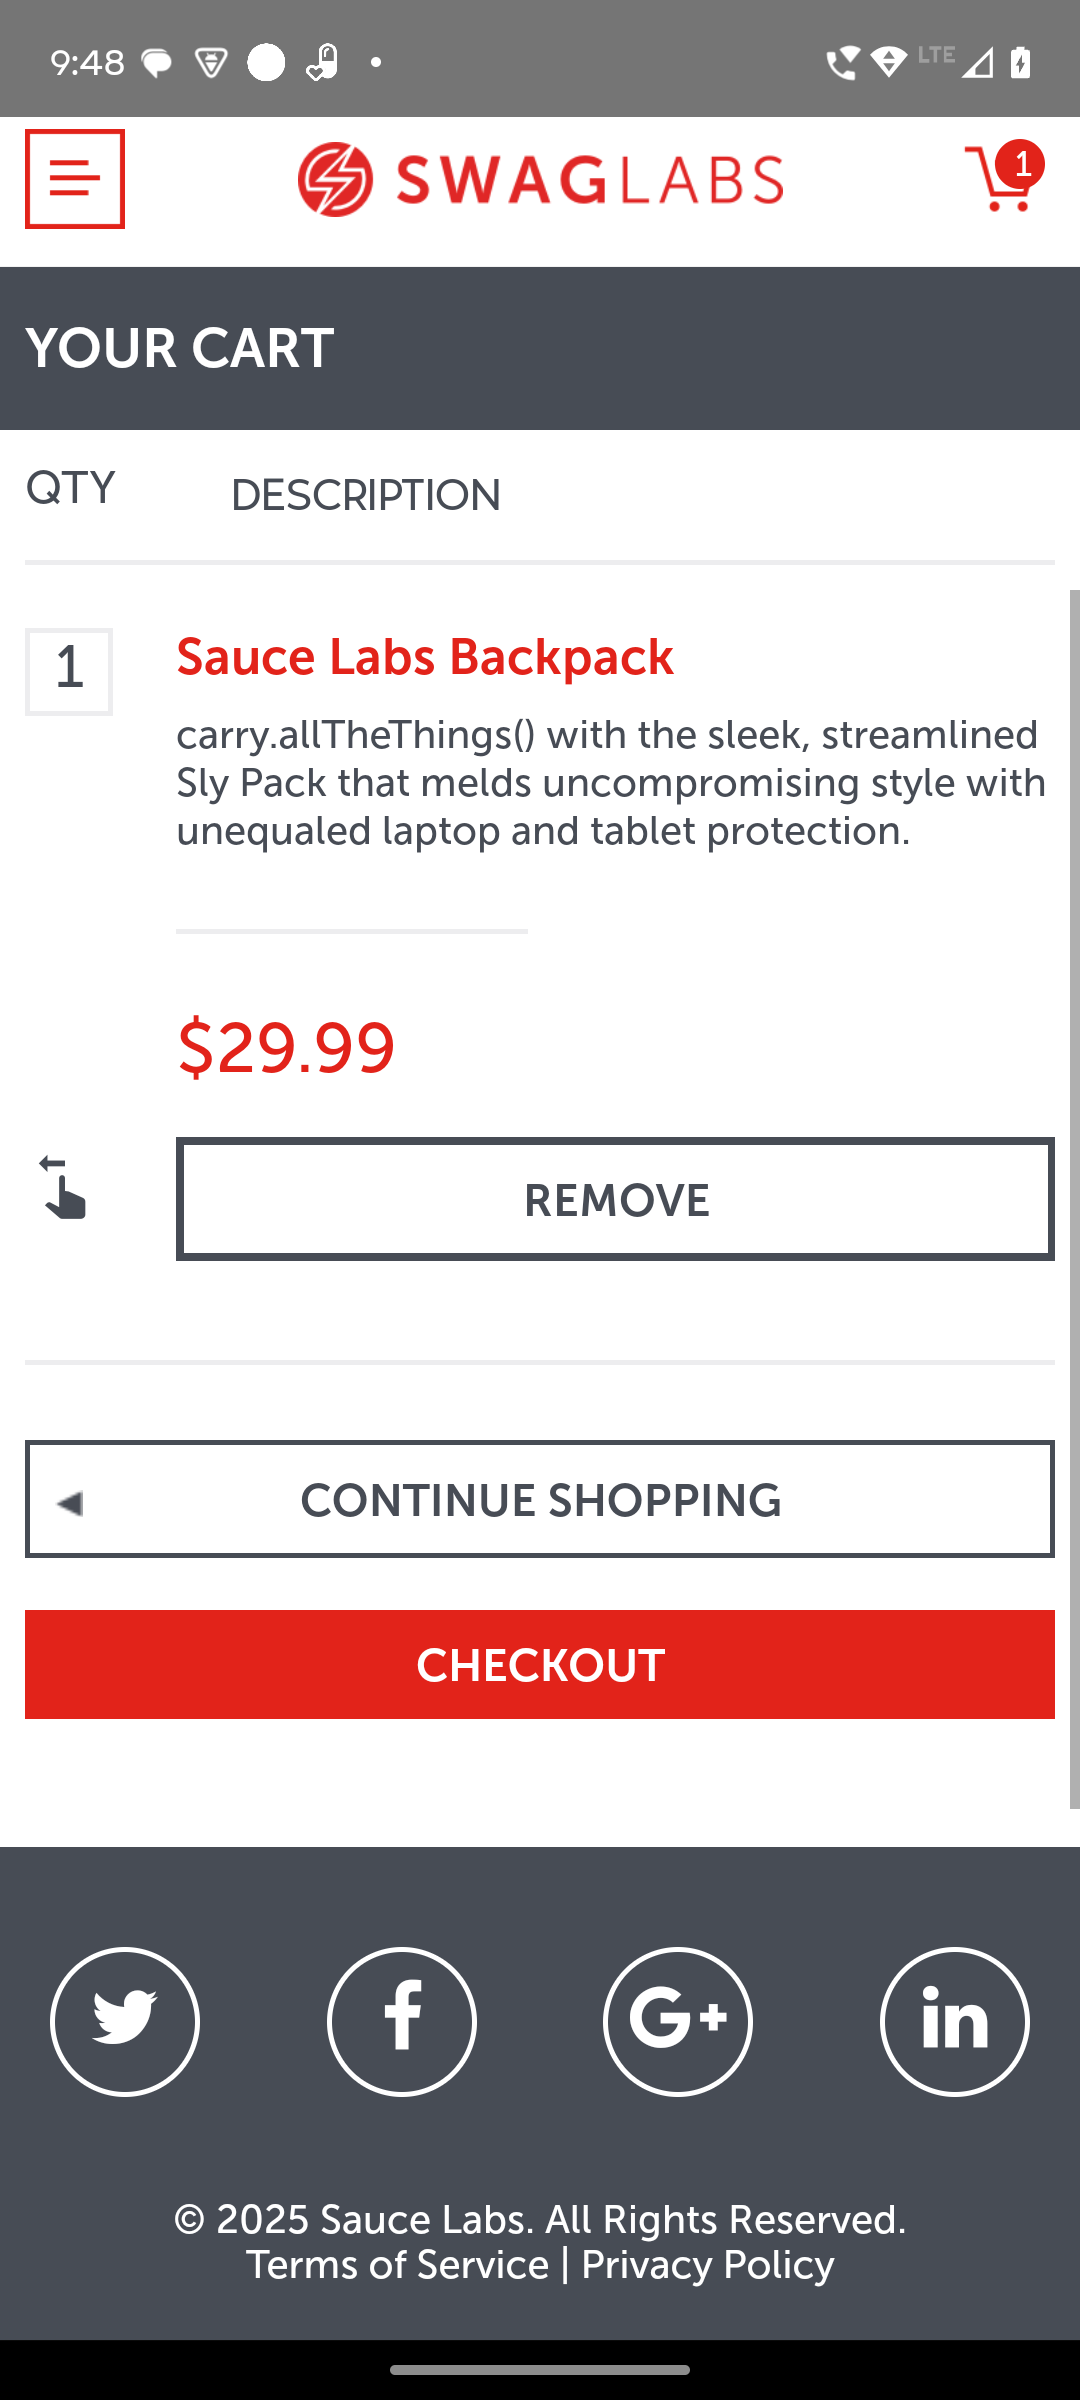 9:48
LTE
SWAGLABS
1
YOUR CART
QTY
DESCRIPTION
1
Sauce Labs Backpack
carry.allTheThings() with the sleek, streamlined
Sly Pack that melds uncompromising style with
unequaled laptop and tablet protection.
$29.99
REMOVE
CONTINUE SHOPPING
CHECKOUT
© 2025 Sauce Labs. All Rights Reserved.
Terms of Service | Privacy Policy